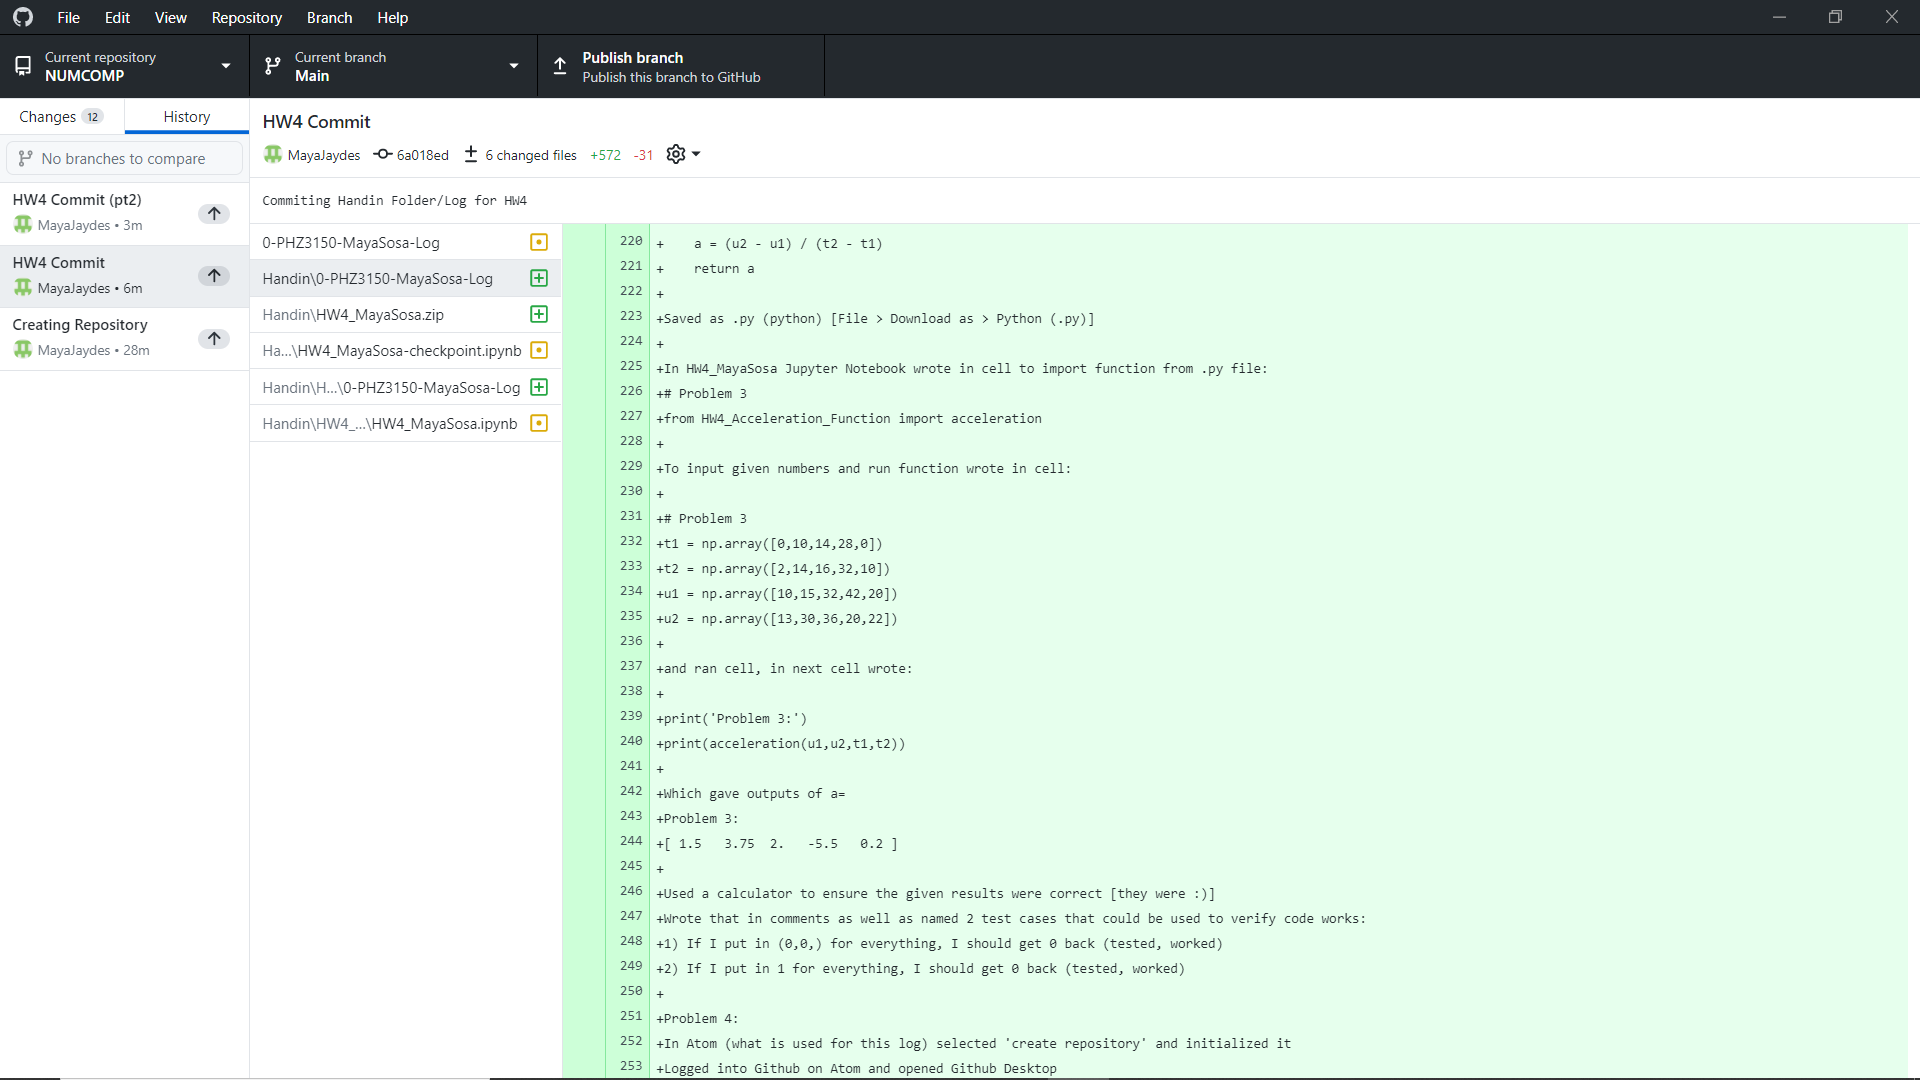 File Edit View Repository Branch Help
Current repository
NUMCOMP
Current branch
Main
Publish branch
Publish this branch to GitHub
Changes 12
History
No branches to compare
HW4 Commit (pt2)
MayaJaydes • 3m
HW4 Commit
MayaJaydes • 6m
Creating Repository
MayaJaydes • 28m
HW4 Commit
MayaJaydes 6a018ed 6 changed files +572 -31
Commiting Handin Folder/Log for HW4
0-PHZ3150-MayaSosa-Log
Handin\0-PHZ3150-MayaSosa-Log
Handin\HW4_MayaSosa.zip
Ha...\HW4_MayaSosa-checkpoint.ipynb
Handin\H...\0-PHZ3150-MayaSosa-Log
Handin\HW4_...\HW4_MayaSosa.ipynb
220 +    a = (u2 - u1) / (t2 - t1)
221 +    return a
222 +
223 +Saved as .py (python) [File > Download as > Python (.py)]
224 +
225 +In HW4_MayaSosa Jupyter Notebook wrote in cell to import function from .py file:
226 +# Problem 3
227 +from HW4_Acceleration_Function import acceleration
228 +
229 +To input given numbers and run function wrote in cell:
230 +
231 +# Problem 3
232 +t1 = np.array([0,10,14,28,0])
233 +t2 = np.array([2,14,16,32,10])
234 +u1 = np.array([10,15,32,42,20])
235 +u2 = np.array([13,30,36,20,22])
236 +
237 +and ran cell, in next cell wrote:
238 +
239 +print('Problem 3:')
240 +print(acceleration(u1,u2,t1,t2))
241 +
242 +Which gave outputs of a=
243 +Problem 3:
244 +[ 1.5   3.75  2.   -5.5   0.2 ]
245 +
246 +Used a calculator to ensure the given results were correct [they were :)]
247 +Wrote that in comments as well as named 2 test cases that could be used to verify code works:
248 +1) If I put in (0,0,) for everything, I should get 0 back (tested, worked)
249 +2) If I put in 1 for everything, I should get 0 back (tested, worked)
250 +
251 +Problem 4:
252 +In Atom (what is used for this log) selected 'create repository' and initialized it
253 +Logged into Github on Atom and opened Github Desktop